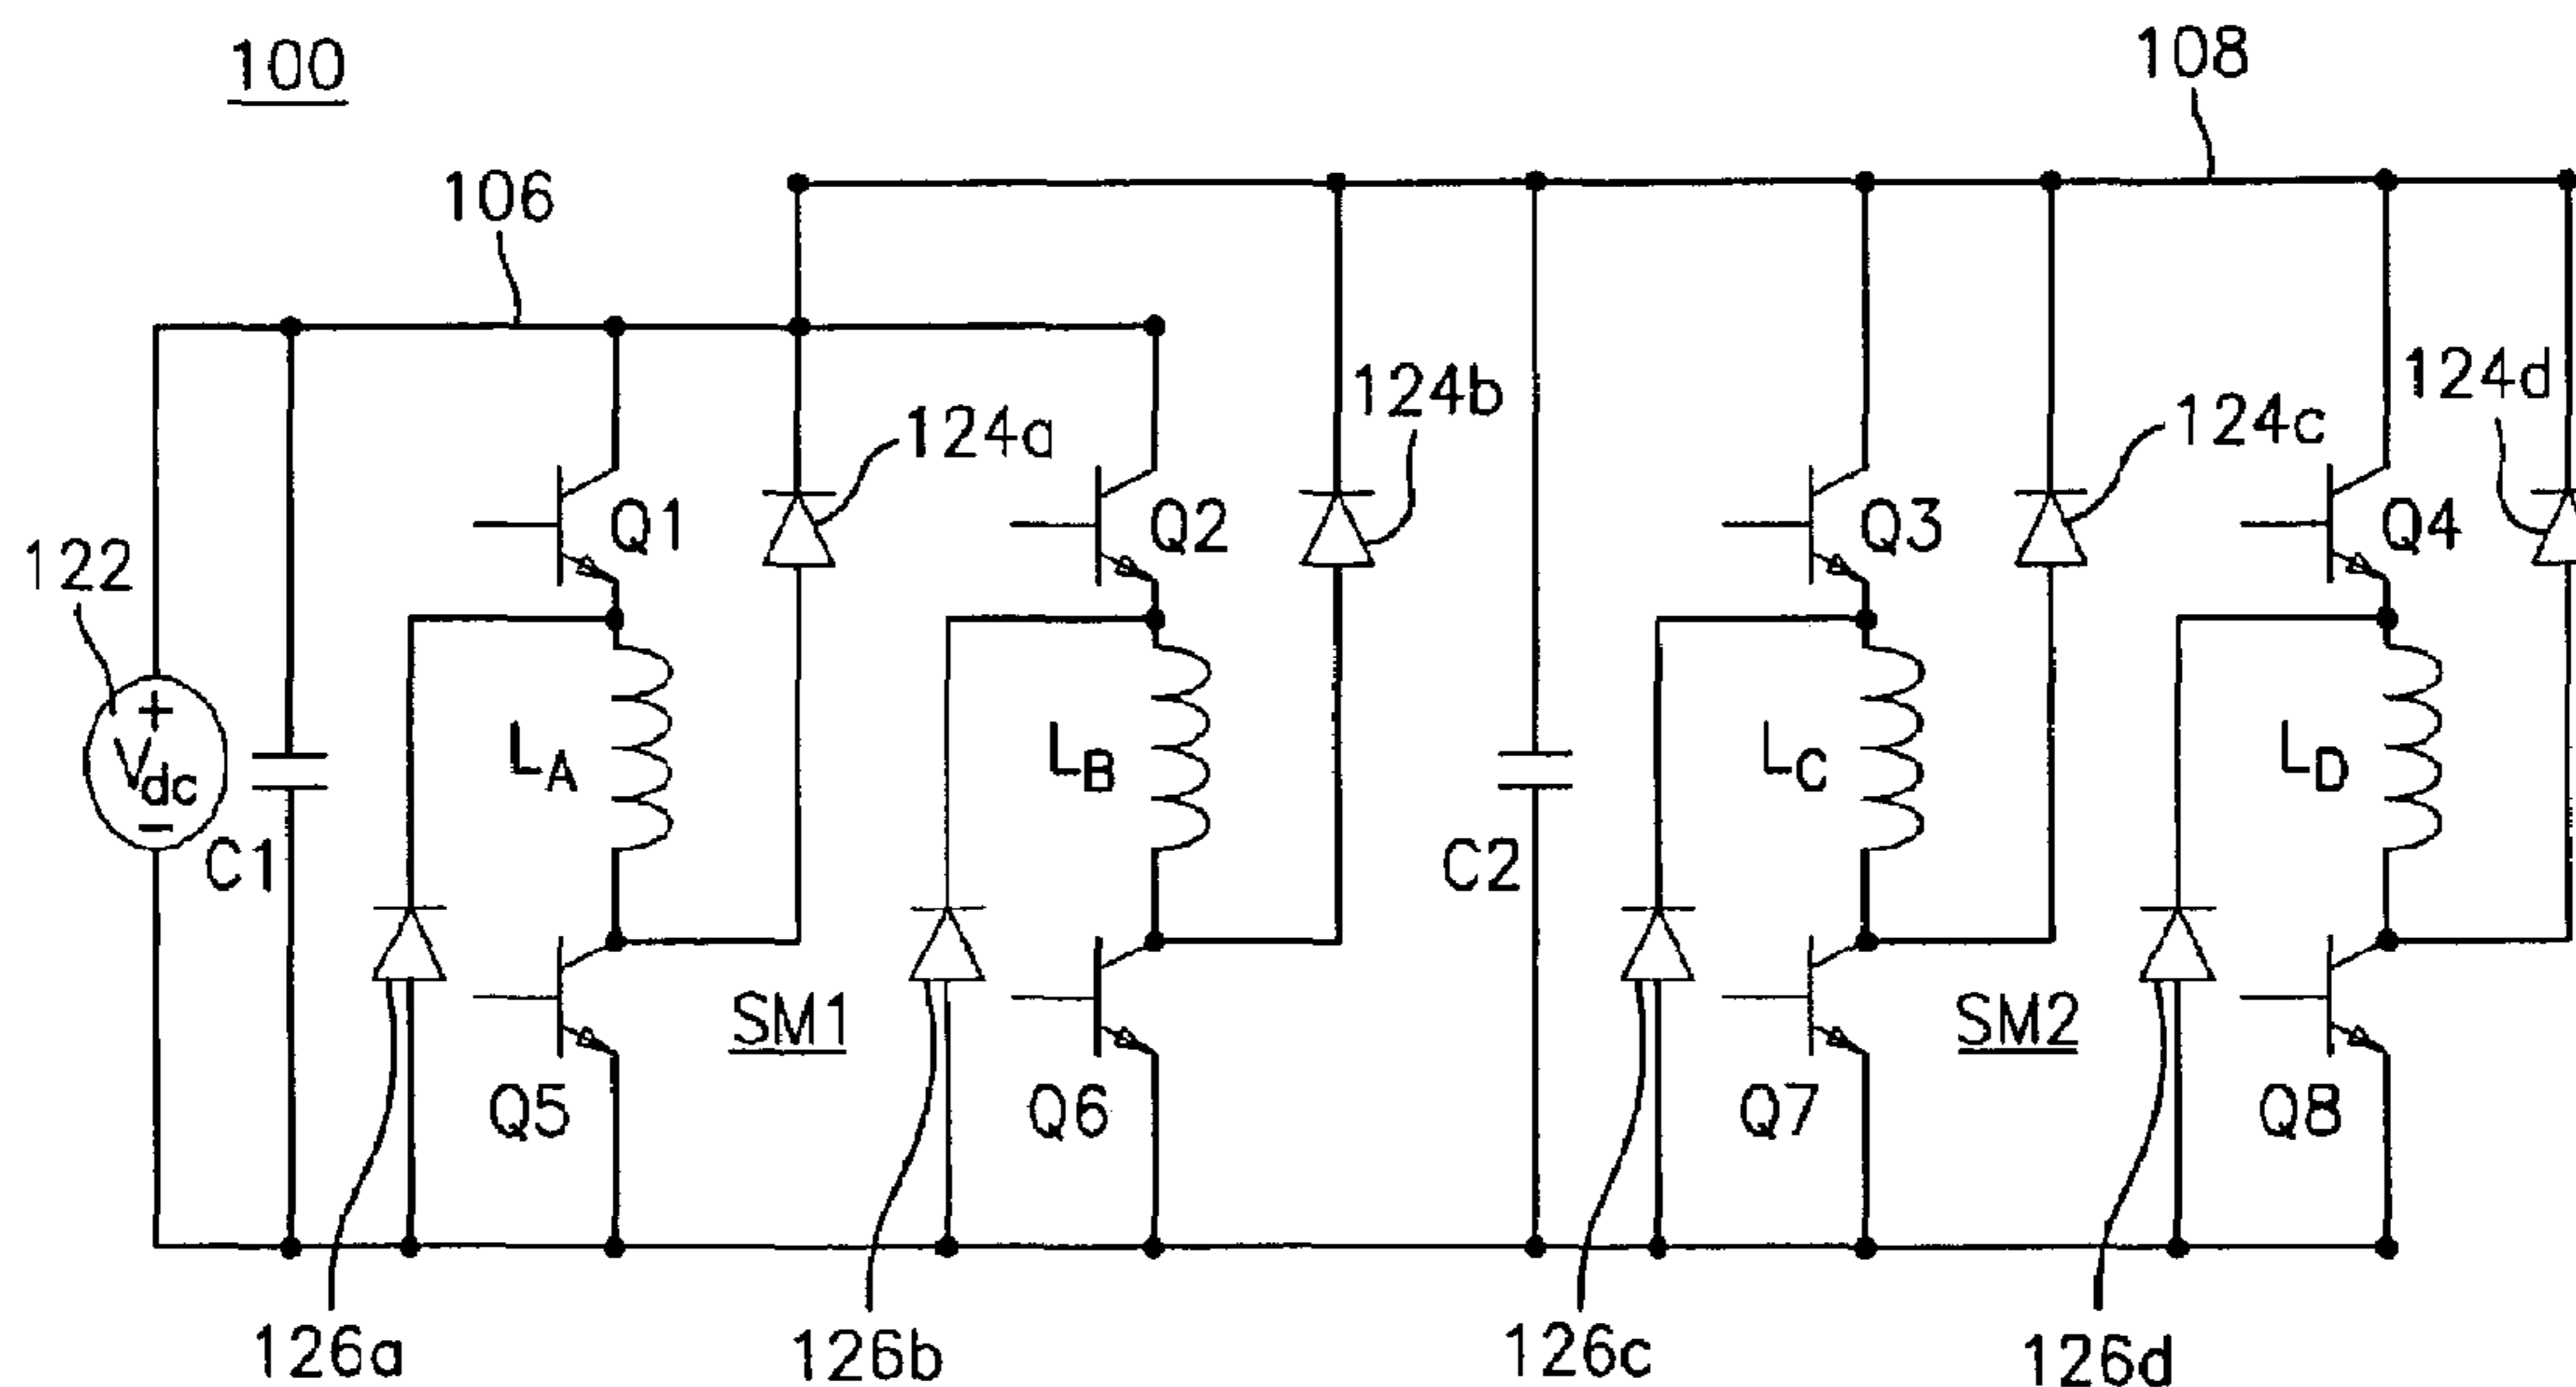 100
108
106
124b
124d
124a
124c
Q1
Q2
Q3
Q4
122
+
Vdc
−
LA
LB
LC
LD
C1
C2
SM1
SM2
Q5
Q6
Q7
Q8
126a
126b
126c
126d